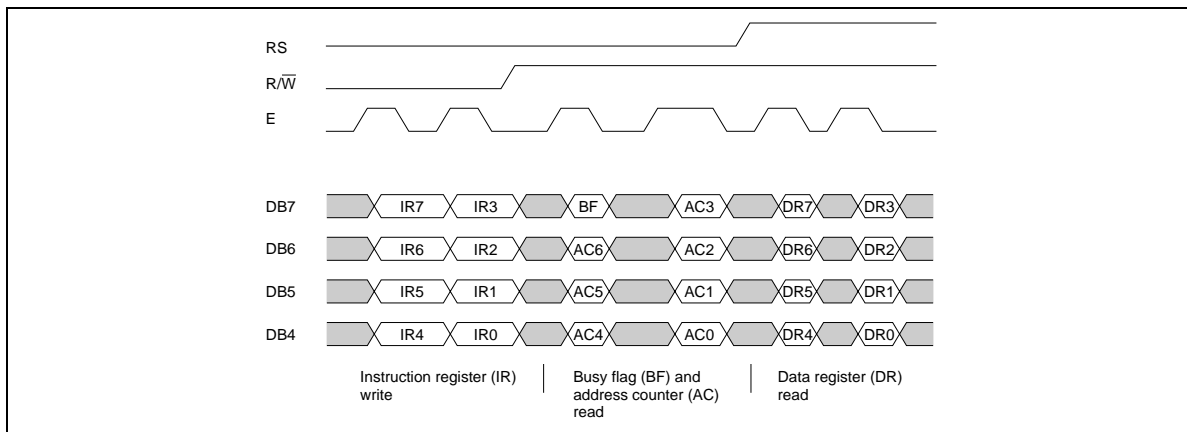 RS
R/W̅
E
DB7 IR7 IR3 BF AC3 DR7 DR3
DB6 IR6 IR2 AC6 AC2 DR6 DR2
DB5 IR5 IR1 AC5 AC1 DR5 DR1
DB4 IR4 IR0 AC4 AC0 DR4 DR0
Instruction register (IR)
write
Busy flag (BF) and
address counter (AC)
read
Data register (DR)
read